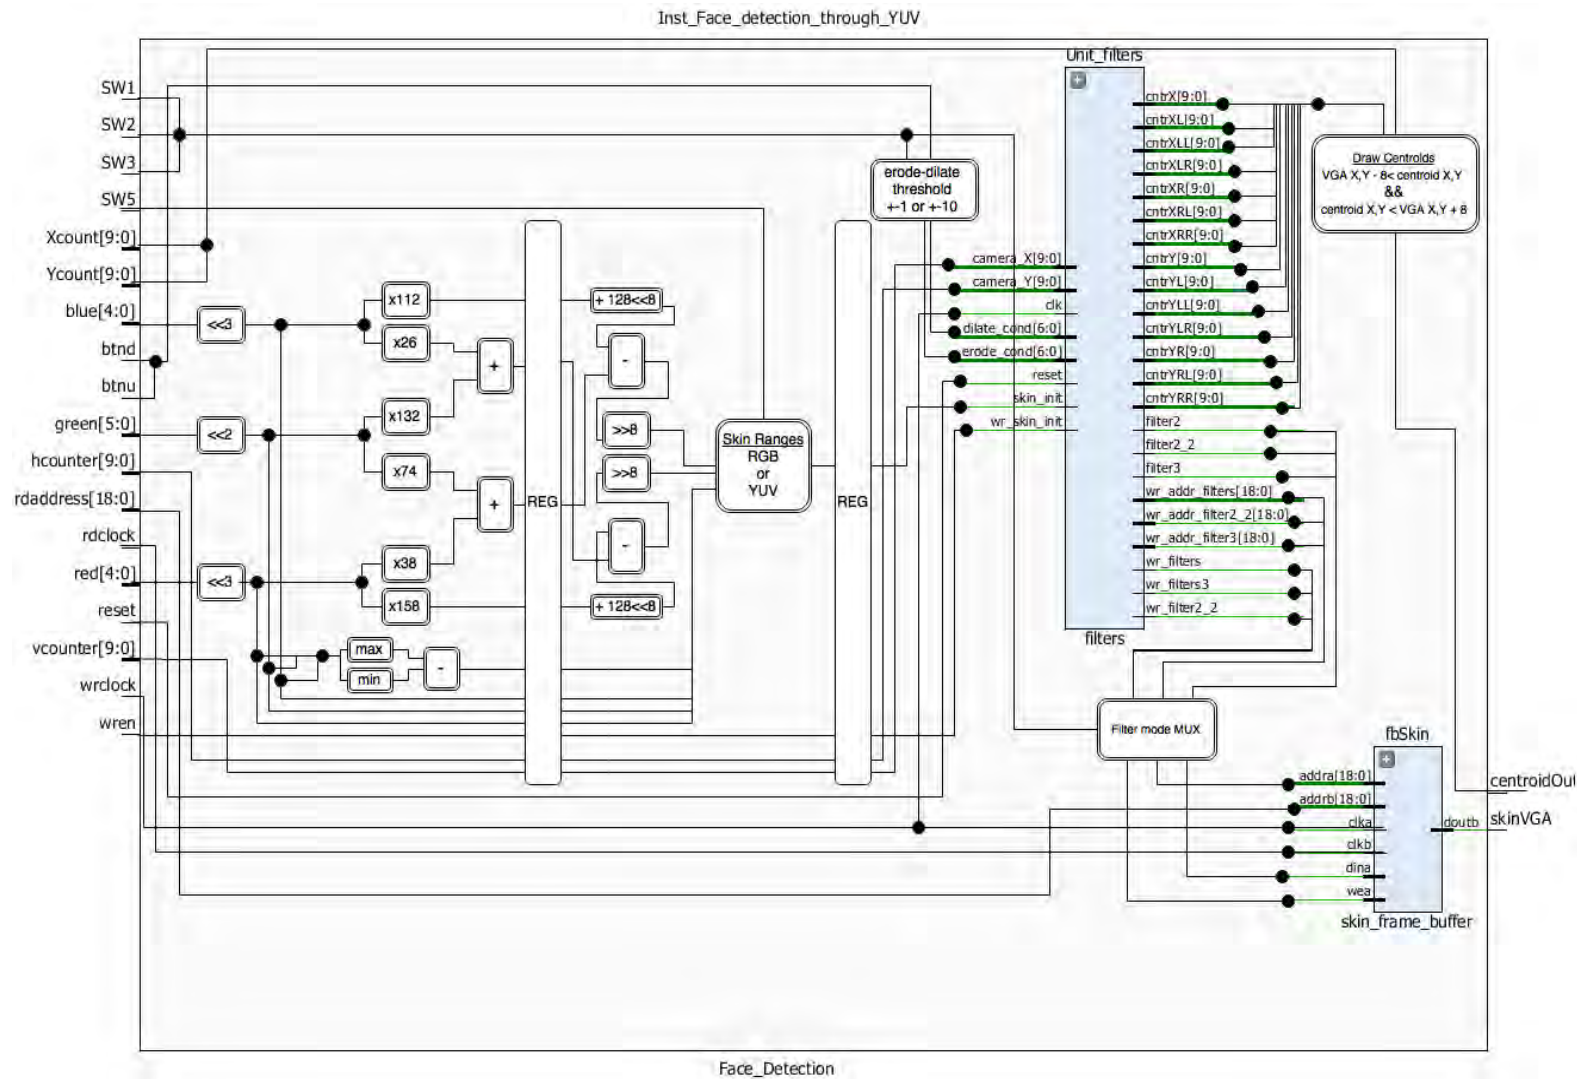 Inst_Face_detection_through_YUV
SW1
SW2
SW3
SW5
Xcount[9:0]
Ycount[9:0]
blue[4:0]
btnd
btnu
green[5:0]
hcounter[9:0]
rdaddress[18:0]
rdclock
red[4:0]
reset
vcounter[9:0]
wrclock
wren
<<3
<<2
<<3
x112
x26
x132
x74
x38
x158
max
min
+
+
-
REG
+ 128<<8
-
>>8
>>8
-
+ 128<<8
Skin Ranges
RGB
or
YUV
REG
erode-dilate
threshold
+-1 or +-10
Unit_filters
camera_X[9:0]
camera_Y[9:0]
clk
dilate_cond[6:0]
erode_cond[6:0]
reset
skin_init
wr_skin_init
cntrX[9:0]
cntrXL[9:0]
cntrXLL[9:0]
cntrXLR[9:0]
cntrXR[9:0]
cntrXRL[9:0]
cntrXRR[9:0]
cntrY[9:0]
cntrYL[9:0]
cntrYLL[9:0]
cntrYLR[9:0]
cntrYR[9:0]
cntrYRL[9:0]
cntrYRR[9:0]
filter2
filter2_2
filter3
wr_addr_filters[18:0]
wr_addr_filter2_2[18:0]
wr_addr_filter3[18:0]
wr_filters
wr_filters3
wr_filter2_2
filters
Draw Centroids
VGA X,Y - 8< centroid X,Y
&&
centroid X,Y < VGA X,Y + 8
Filter mode MUX
fbSkin
addra[18:0]
addrb[18:0]
clka
clkb
dina
wea
doutb
skin_frame_buffer
centroidOut
skinVGA
Face_Detection